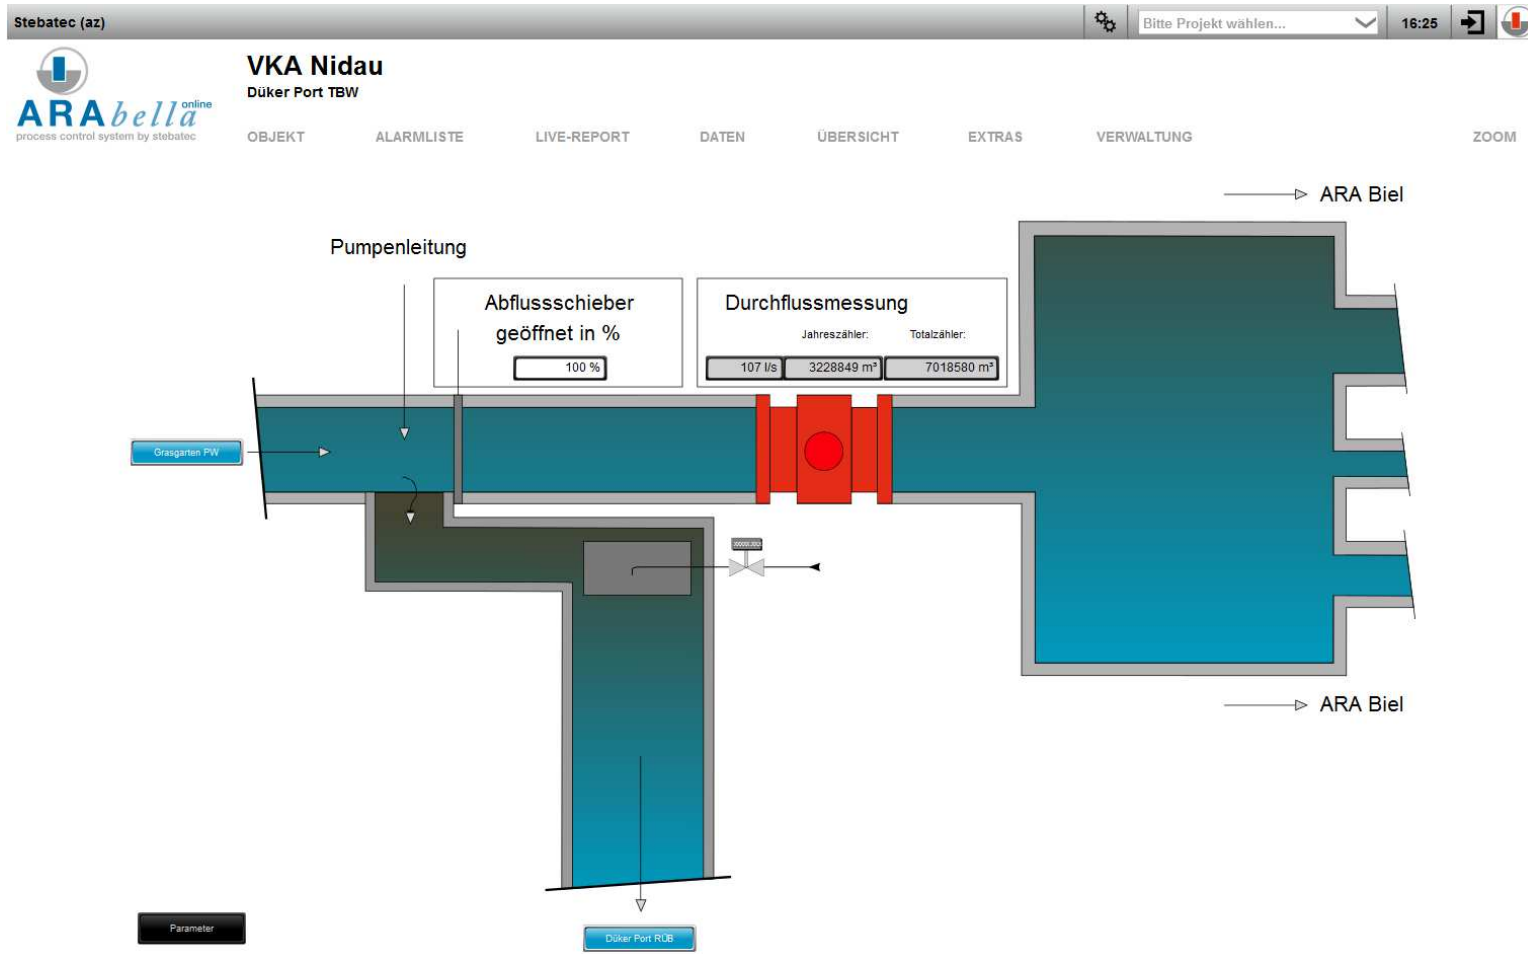 Stebatec (az)
Bitte Projekt wählen...
16:25
ARAbella online
process control system by stebatec
VKA Nidau
Düker Port TBW
OBJEKT ALARMLISTE LIVE-REPORT DATEN ÜBERSICHT EXTRAS VERWALTUNG ZOOM
ARA Biel
Pumpenleitung
Abflussschieber
geöffnet in %
100 %
Durchflussmessung
Jahreszähler: Totalzähler:
107 l/s 3228849 m³ 7018580 m³
Grasgarten PW
ARA Biel
Parameter
Düker Port RÜB